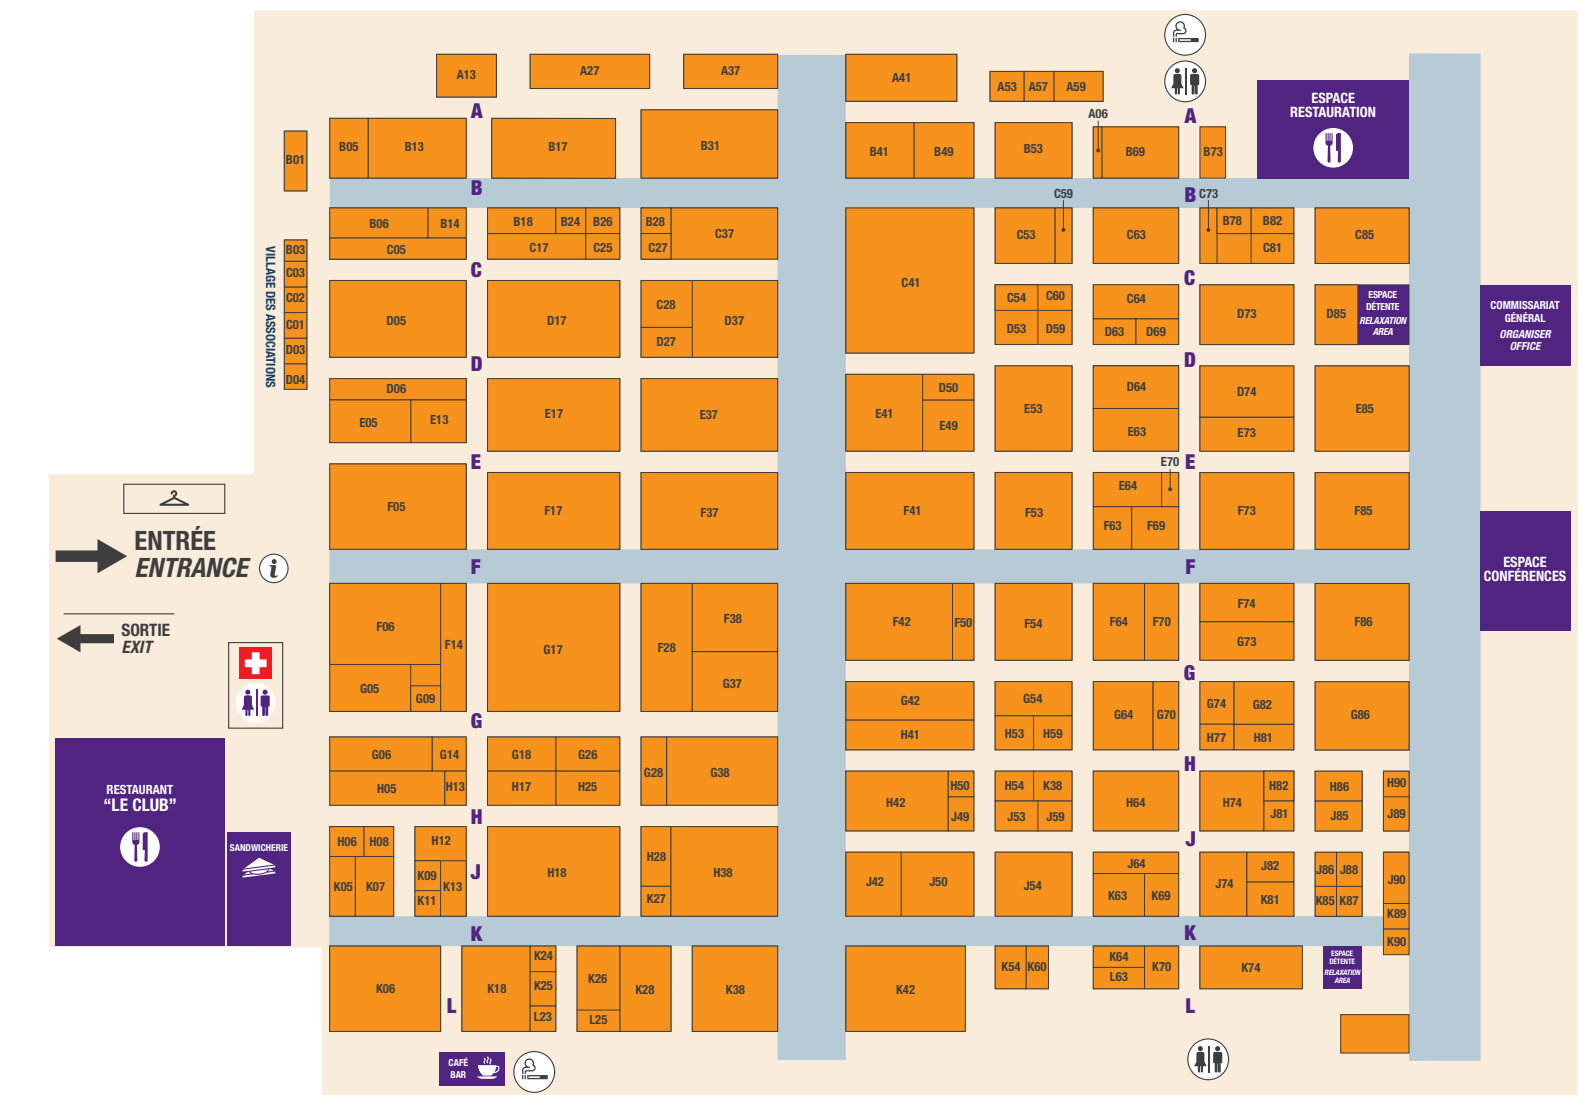 A13
A27
A37
A41
A53 A57 A59
A
A
A06
ESPACE
RESTAURATION
B01
B05
B13
B17
B31
B41
B49
B53
B69
B73
B
B
C59
C73
B06
B14
C05
B18
B24
B26
C17
C25
B28
C27
C37
C41
C53
C63
B78
B82
C81
C85
VILLAGE DES ASSOCIATIONS
B03
C03
C02
C01
D03
D04
C
C
D05
D17
C28
D27
D37
C54
C60
D53
D59
C64
D63
D69
D73
D85
ESPACE
DÉTENTE
RELAXATION
AREA
COMMISSARIAT
GÉNÉRAL
ORGANISER
OFFICE
D
D
D06
E05
E13
E17
E37
E41
D50
E49
E53
D64
E63
D74
E73
E85
E
E
E70
F05
F17
F37
F41
F53
E64
F63
F69
F73
F85
ENTRÉE
ENTRANCE
i
F
F
ESPACE
CONFÉRENCES
SORTIE
EXIT
F06
F14
G05
G09
G17
F28
F38
G37
F42
F50
F54
F64
F70
F74
G73
F86
G
G
G42
H41
G54
H53
H59
G64
G70
G74
G82
H77
H81
G86
G06
G14
H05
H13
G18
G26
H17
H25
G28
G38
H
H
H42
H50
J49
H54
K38
J53
J59
H64
H74
H82
J81
H86
J85
H90
J89
RESTAURANT
“LE CLUB”
SANDWICHERIE
H06
H08
K05
K07
H12
K09
K11
K13
J
J
H18
H28
K27
H38
J42
J50
J54
J64
K63
K69
J74
J82
K81
J86
J88
K85
K87
J90
K89
K90
K
K
K06
K18
K24
K25
L23
K26
L25
K28
K38
K42
K54
K60
K64
L63
K70
K74
ESPACE
DÉTENTE
RELAXATION
AREA
L
L
CAFÉ
BAR